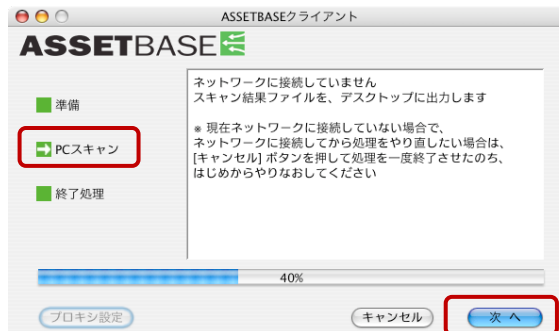 ASSETBASEクライアント
ASSETBASE
準備
PCスキャン
終了処理
ネットワークに接続していません
スキャン結果ファイルを、デスクトップに出力します
※ 現在ネットワークに接続していない場合で、
ネットワークに接続してから処理をやり直したい場合は、
[キャンセル] ボタンを押して処理を一度終了させたのち、
はじめからやりなおしてください
40%
プロキシ設定
キャンセル
次 へ